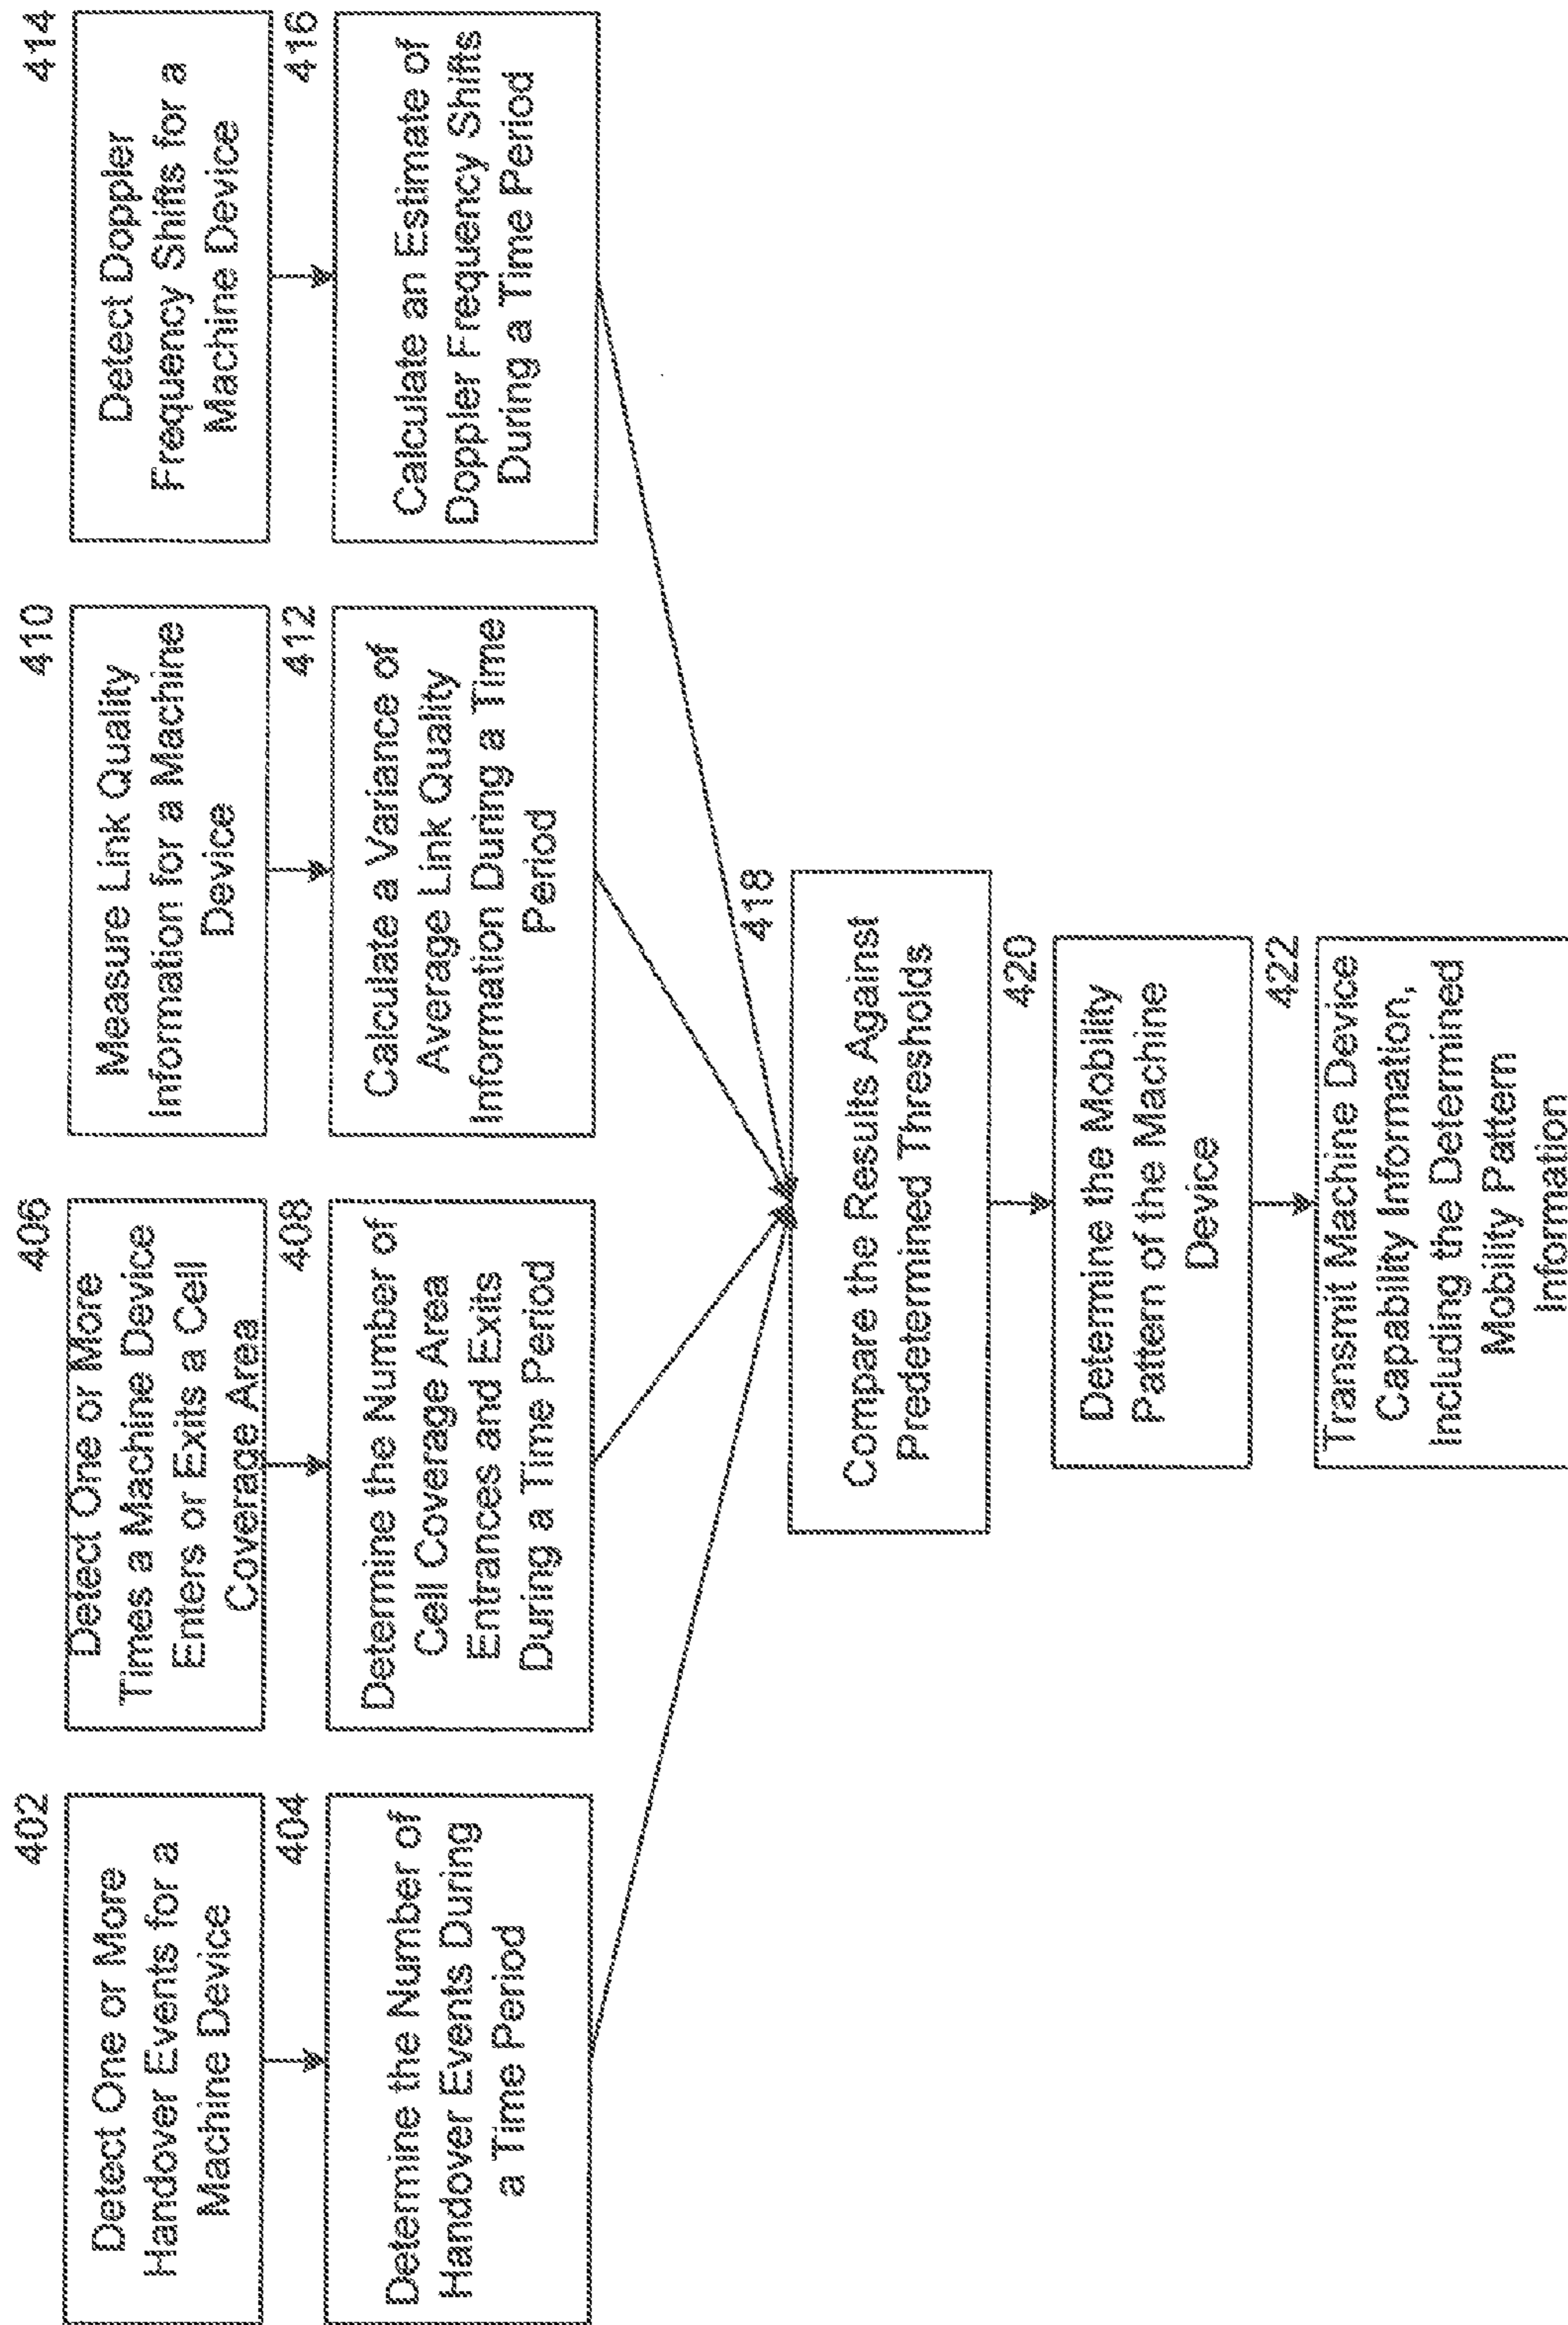 402
Detect One or More
Handover Events for a
Machine Device
404
Determine the Number of
Handover Events During
a Time Period
406
Detect One or More
Times a Machine Device
Enters or Exits a Cell
Coverage Area
408
Determine the Number of
Cell Coverage Area
Entrances and Exits
During a Time Period
410
Measure Link Quality
Information for a Machine
Device
412
Calculate a Variance of
Average Link Quality
Information During a Time
Period
414
Detect Doppler
Frequency Shifts for a
Machine Device
416
Calculate an Estimate of
Doppler Frequency Shifts
During a Time Period
418
Compare the Results Against
Predetermined Thresholds
420
Determine the Mobility
Pattern of the Machine
Device
422
Transmit Machine Device
Capability Information,
Including the Determined
Mobility Pattern
Information